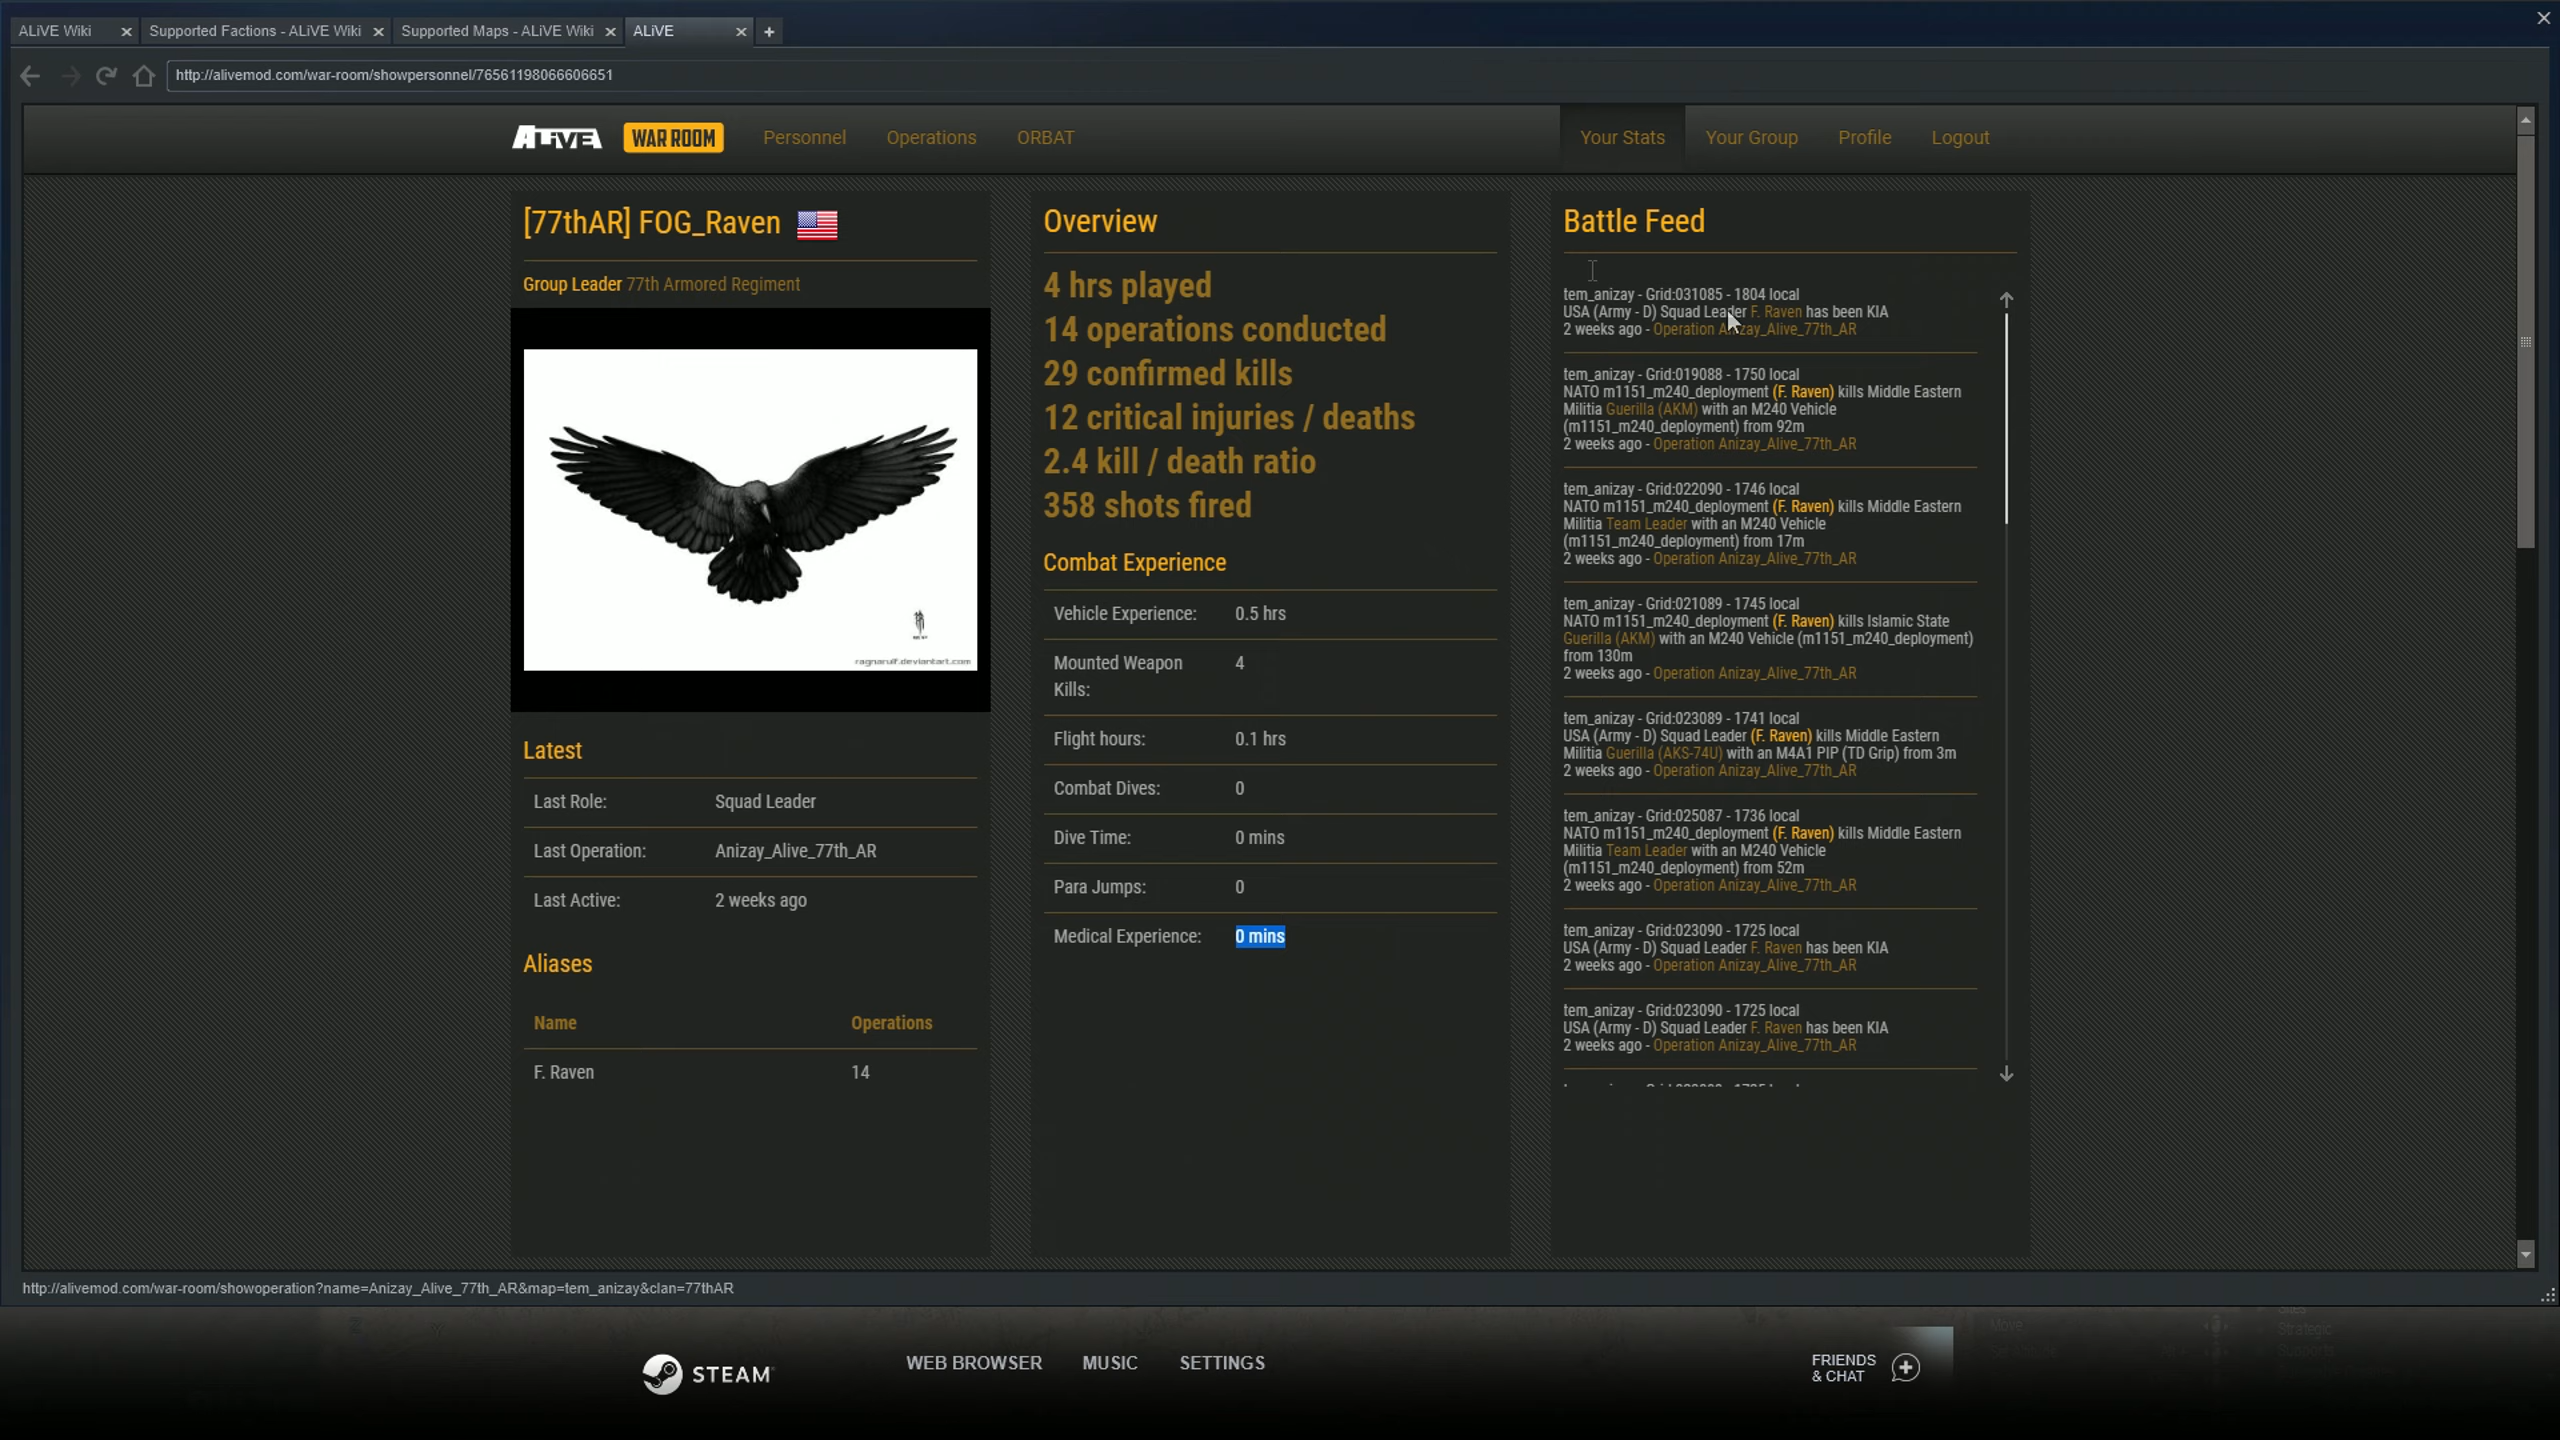 ALiVE Wiki
Supported Factions - ALiVE Wiki
Supported Maps - ALiVE Wiki
ALiVE
http://alivemod.com/war-room/showpersonnel/76561198066606651
ALiVE
WAR ROOM
Personnel
Operations
ORBAT
Your Stats
Your Group
Profile
Logout
[77thAR] FOG_Raven
Group Leader 77th Armored Regiment
ragnarulf.deviantart.com
Latest
Last Role: Squad Leader
Last Operation: Anizay_Alive_77th_AR
Last Active: 2 weeks ago
Aliases
Name Operations
F. Raven 14
Overview
4 hrs played
14 operations conducted
29 confirmed kills
12 critical injuries / deaths
2.4 kill / death ratio
358 shots fired
Combat Experience
Vehicle Experience: 0.5 hrs
Mounted Weapon 4
Kills:
Flight hours: 0.1 hrs
Combat Dives: 0
Dive Time: 0 mins
Para Jumps: 0
Medical Experience: 0 mins
Battle Feed
tem_anizay - Grid:031085 - 1804 local
USA (Army - D) Squad Leader F. Raven has been KIA
2 weeks ago - Operation Anizay_Alive_77th_AR
tem_anizay - Grid:019088 - 1750 local
NATO m1151_m240_deployment (F. Raven) kills Middle Eastern
Militia Guerilla (AKM) with an M240 Vehicle
(m1151_m240_deployment) from 92m
2 weeks ago - Operation Anizay_Alive_77th_AR
tem_anizay - Grid:022090 - 1746 local
NATO m1151_m240_deployment (F. Raven) kills Middle Eastern
Militia Team Leader with an M240 Vehicle
(m1151_m240_deployment) from 17m
2 weeks ago - Operation Anizay_Alive_77th_AR
tem_anizay - Grid:021089 - 1745 local
NATO m1151_m240_deployment (F. Raven) kills Islamic State
Guerilla (AKM) with an M240 Vehicle (m1151_m240_deployment)
from 130m
2 weeks ago - Operation Anizay_Alive_77th_AR
tem_anizay - Grid:023089 - 1741 local
USA (Army - D) Squad Leader (F. Raven) kills Middle Eastern
Militia Guerilla (AKS-74U) with an M4A1 PIP (TD Grip) from 3m
2 weeks ago - Operation Anizay_Alive_77th_AR
tem_anizay - Grid:025087 - 1736 local
NATO m1151_m240_deployment (F. Raven) kills Middle Eastern
Militia Team Leader with an M240 Vehicle
(m1151_m240_deployment) from 52m
2 weeks ago - Operation Anizay_Alive_77th_AR
tem_anizay - Grid:023090 - 1725 local
USA (Army - D) Squad Leader F. Raven has been KIA
2 weeks ago - Operation Anizay_Alive_77th_AR
tem_anizay - Grid:023090 - 1725 local
USA (Army - D) Squad Leader F. Raven has been KIA
2 weeks ago - Operation Anizay_Alive_77th_AR
http://alivemod.com/war-room/showoperation?name=Anizay_Alive_77th_AR&map=tem_anizay&clan=77thAR
Move
Strategic
STEAM
WEB BROWSER
MUSIC
SETTINGS
FRIENDS
& CHAT